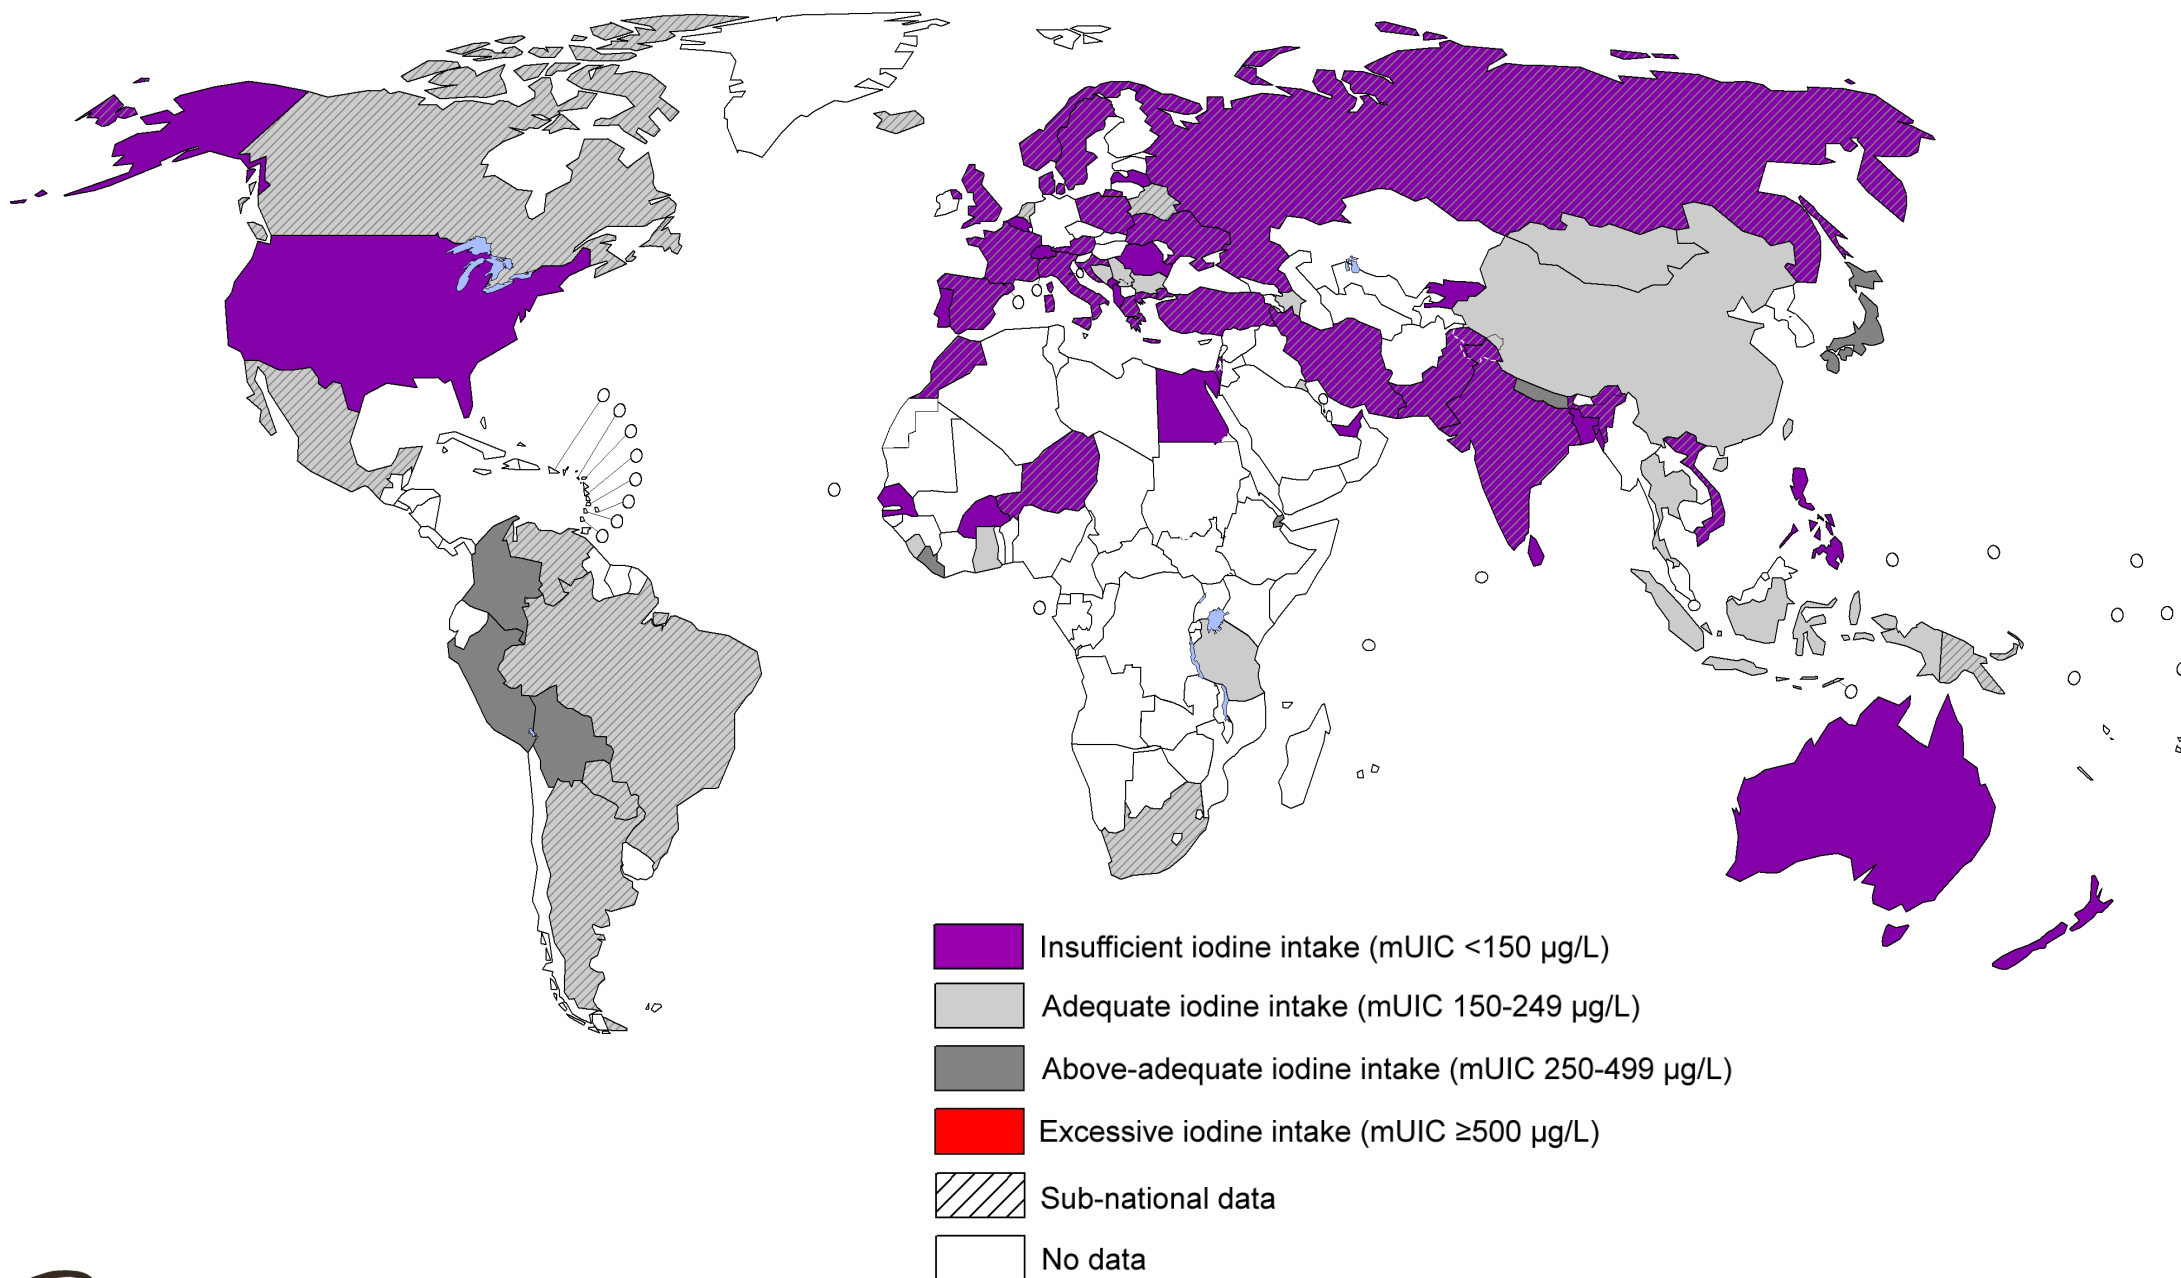 Insufficient iodine intake (mUIC <150 µg/L)
Adequate iodine intake (mUIC 150-249 µg/L)
Above-adequate iodine intake (mUIC 250-499 µg/L)
Excessive iodine intake (mUIC ≥500 µg/L)
Sub-national data
No data